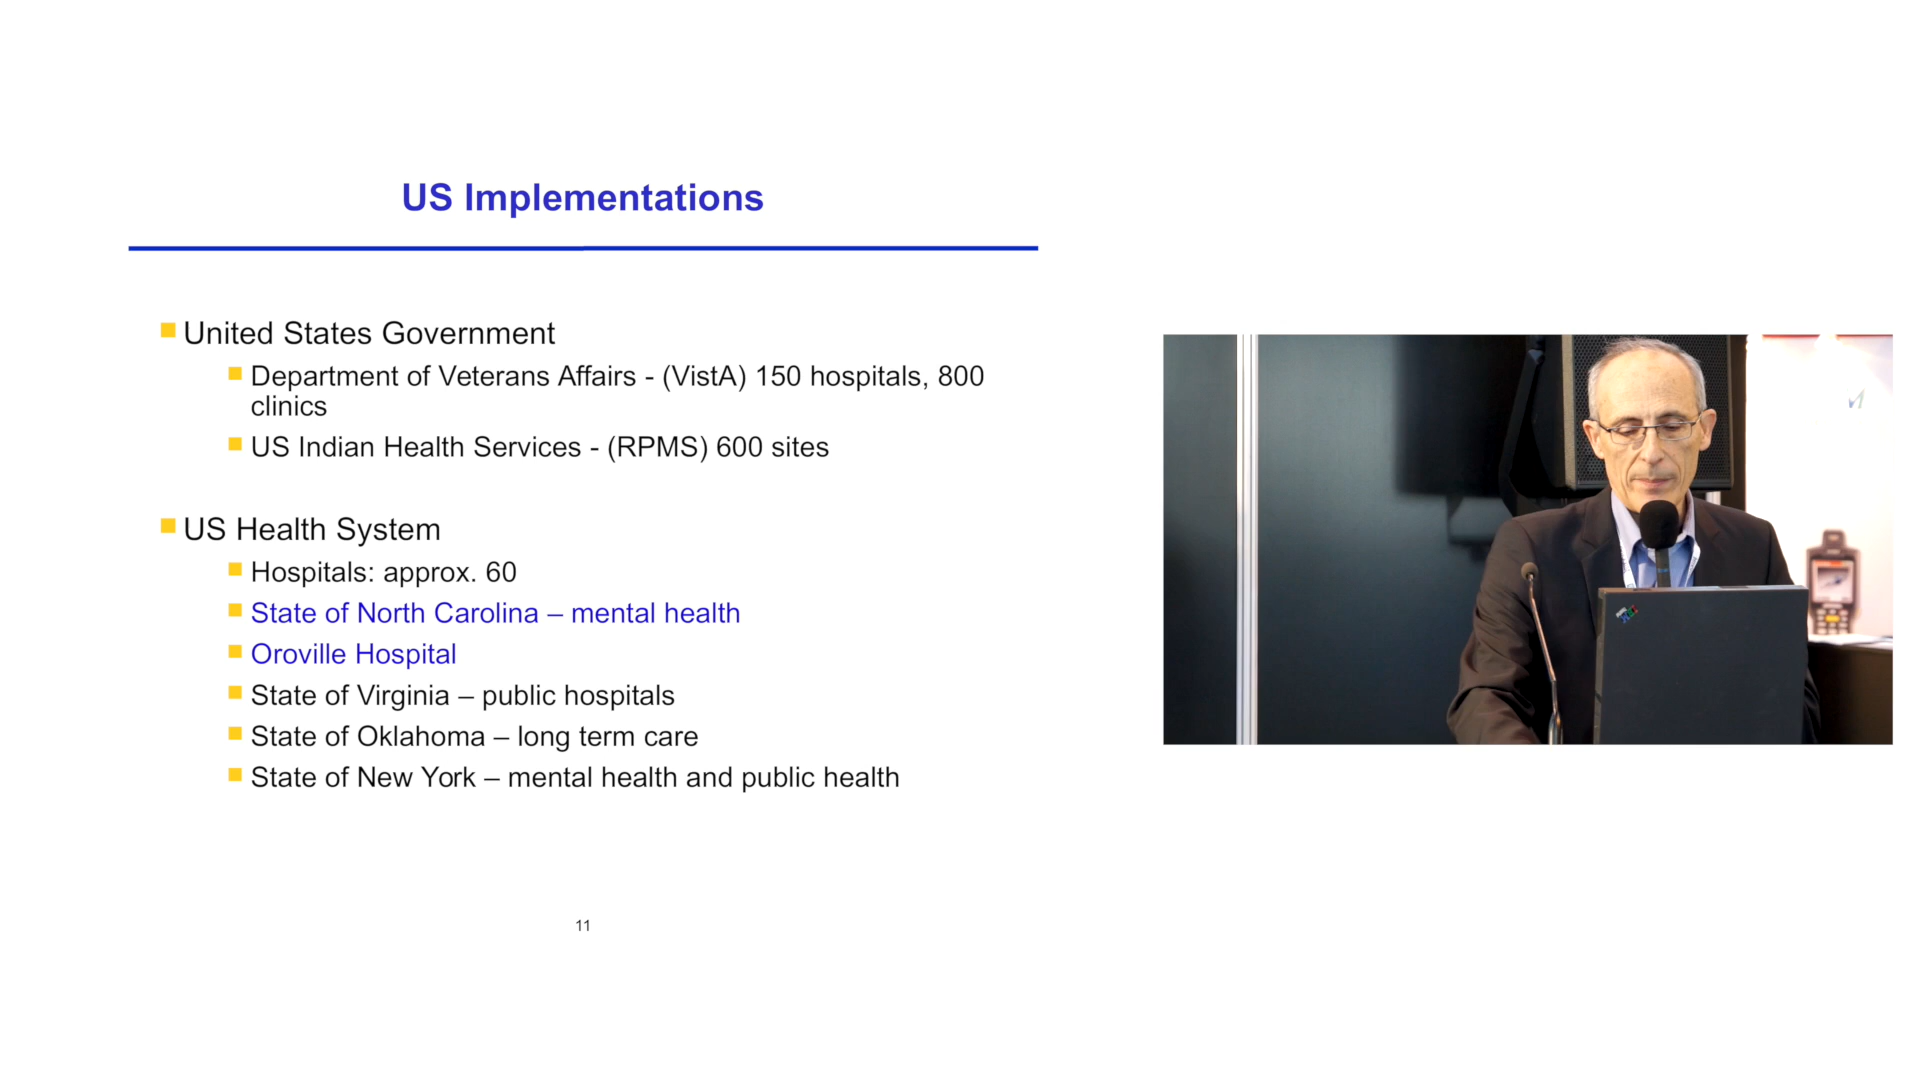 US Implementations
United States Government
Department of Veterans Affairs - (VistA) 150 hospitals, 800
clinics
US Indian Health Services - (RPMS) 600 sites
US Health System
Hospitals: approx. 60
State of North Carolina – mental health
Oroville Hospital
State of Virginia – public hospitals
State of Oklahoma – long term care
State of New York – mental health and public health
11